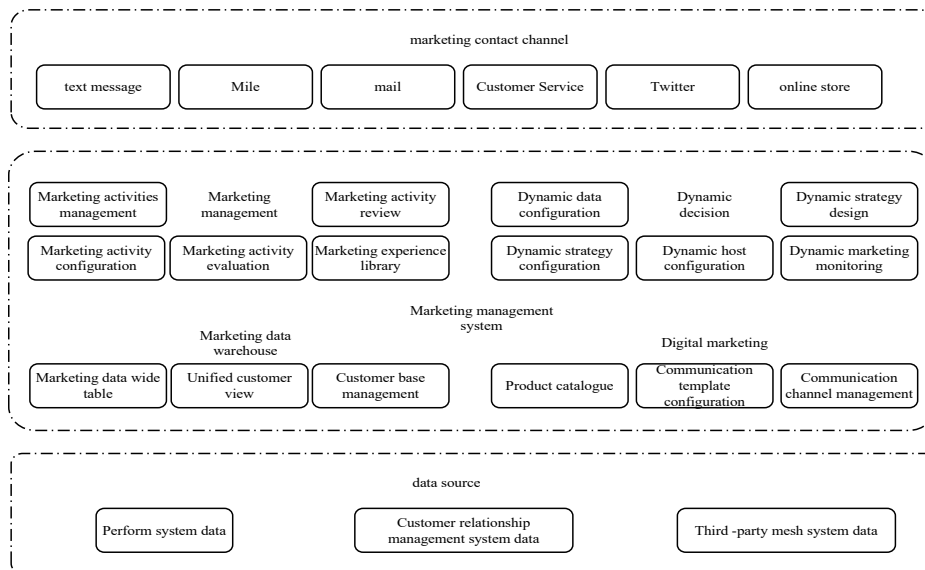 marketing contact channel
text message
Mile
mail
Customer Service
Twitter
online store
Marketing activities
management
Marketing
management
Marketing activity
review
Dynamic data
configuration
Dynamic
decision
Dynamic strategy
design
Marketing activity
configuration
Marketing activity
evaluation
Marketing experience
library
Dynamic strategy
configuration
Dynamic host
configuration
Dynamic marketing
monitoring
Marketing management
system
Marketing data
warehouse
Digital marketing
Marketing data wide
table
Unified customer
view
Customer base
management
Product catalogue
Communication
template
configuration
Communication
channel management
data source
Perform system data
Customer relationship
management system data
Third -party mesh system data